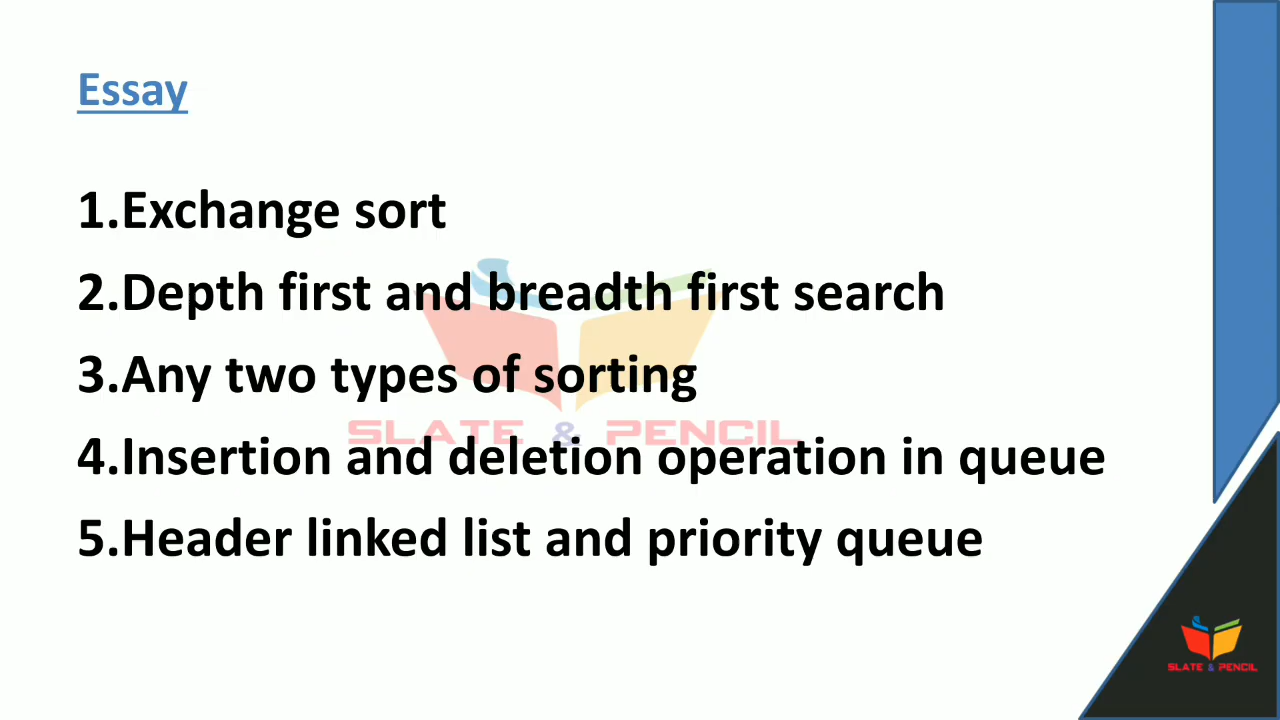 Essay
1.Exchange sort
2.Depth first and breadth first search
3.Any two types of sorting
SLATE & PENCIL
4.Insertion and deletion operation in queue
5.Header linked list and priority queue
SLATE & PENCIL